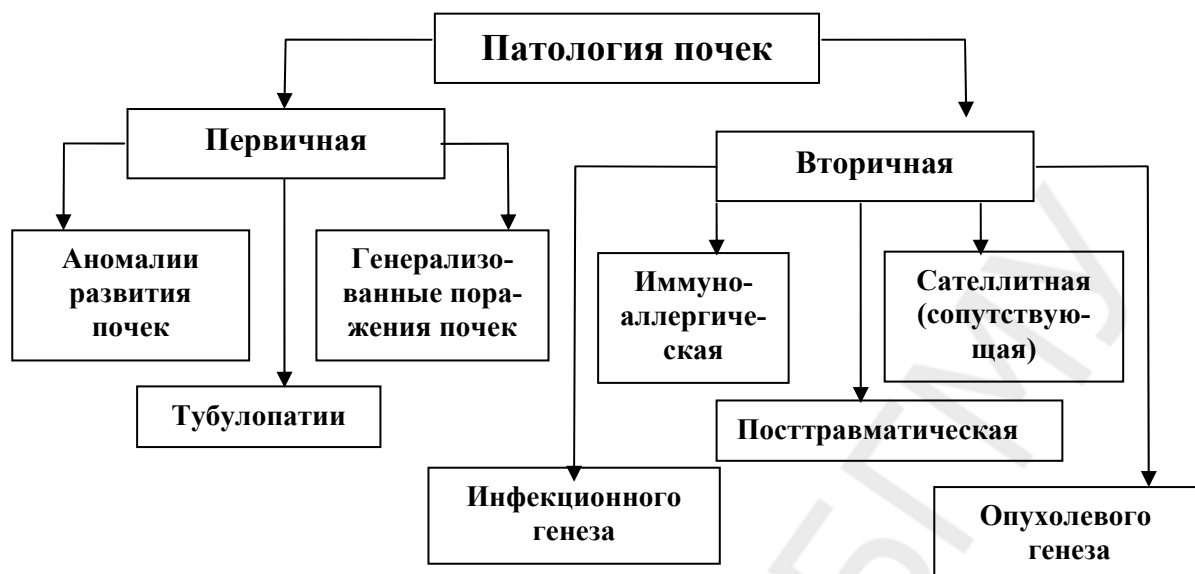 Патология почек
Первичная
Вторичная
Аномалии
развития
почек
Генерализо-
ванные пора-
жения почек
Тубулопатии
Иммуно-
аллергиче-
ская
Сателлитная
(сопутствую-
щая)
Посттравматическая
Инфекционного
генеза
Опухолевого
генеза
БГМУ